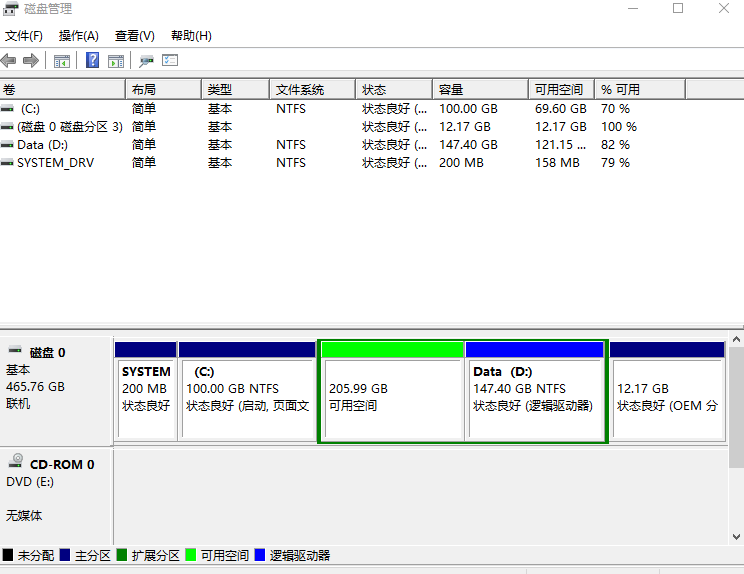 磁盘管理
文件(F) 操作(A) 查看(V) 帮助(H)
卷 布局 类型 文件系统 状态 容量 可用空间 % 可用
(C:) 简单 基本 NTFS 状态良好 (... 100.00 GB 69.60 GB 70 %
(磁盘 0 磁盘分区 3) 简单 基本 状态良好 (... 12.17 GB 12.17 GB 100 %
Data (D:) 简单 基本 NTFS 状态良好 (... 147.40 GB 121.15 ... 82 %
SYSTEM_DRV 简单 基本 NTFS 状态良好 (... 200 MB 158 MB 79 %
磁盘 0
基本
465.76 GB
联机
SYSTEM
200 MB
状态良好
(C:)
100.00 GB NTFS
状态良好 (启动, 页面文
205.99 GB
可用空间
Data (D:)
147.40 GB NTFS
状态良好 (逻辑驱动器)
12.17 GB
状态良好 (OEM 分
CD-ROM 0
DVD (E:)
无媒体
未分配 主分区 扩展分区 可用空间 逻辑驱动器